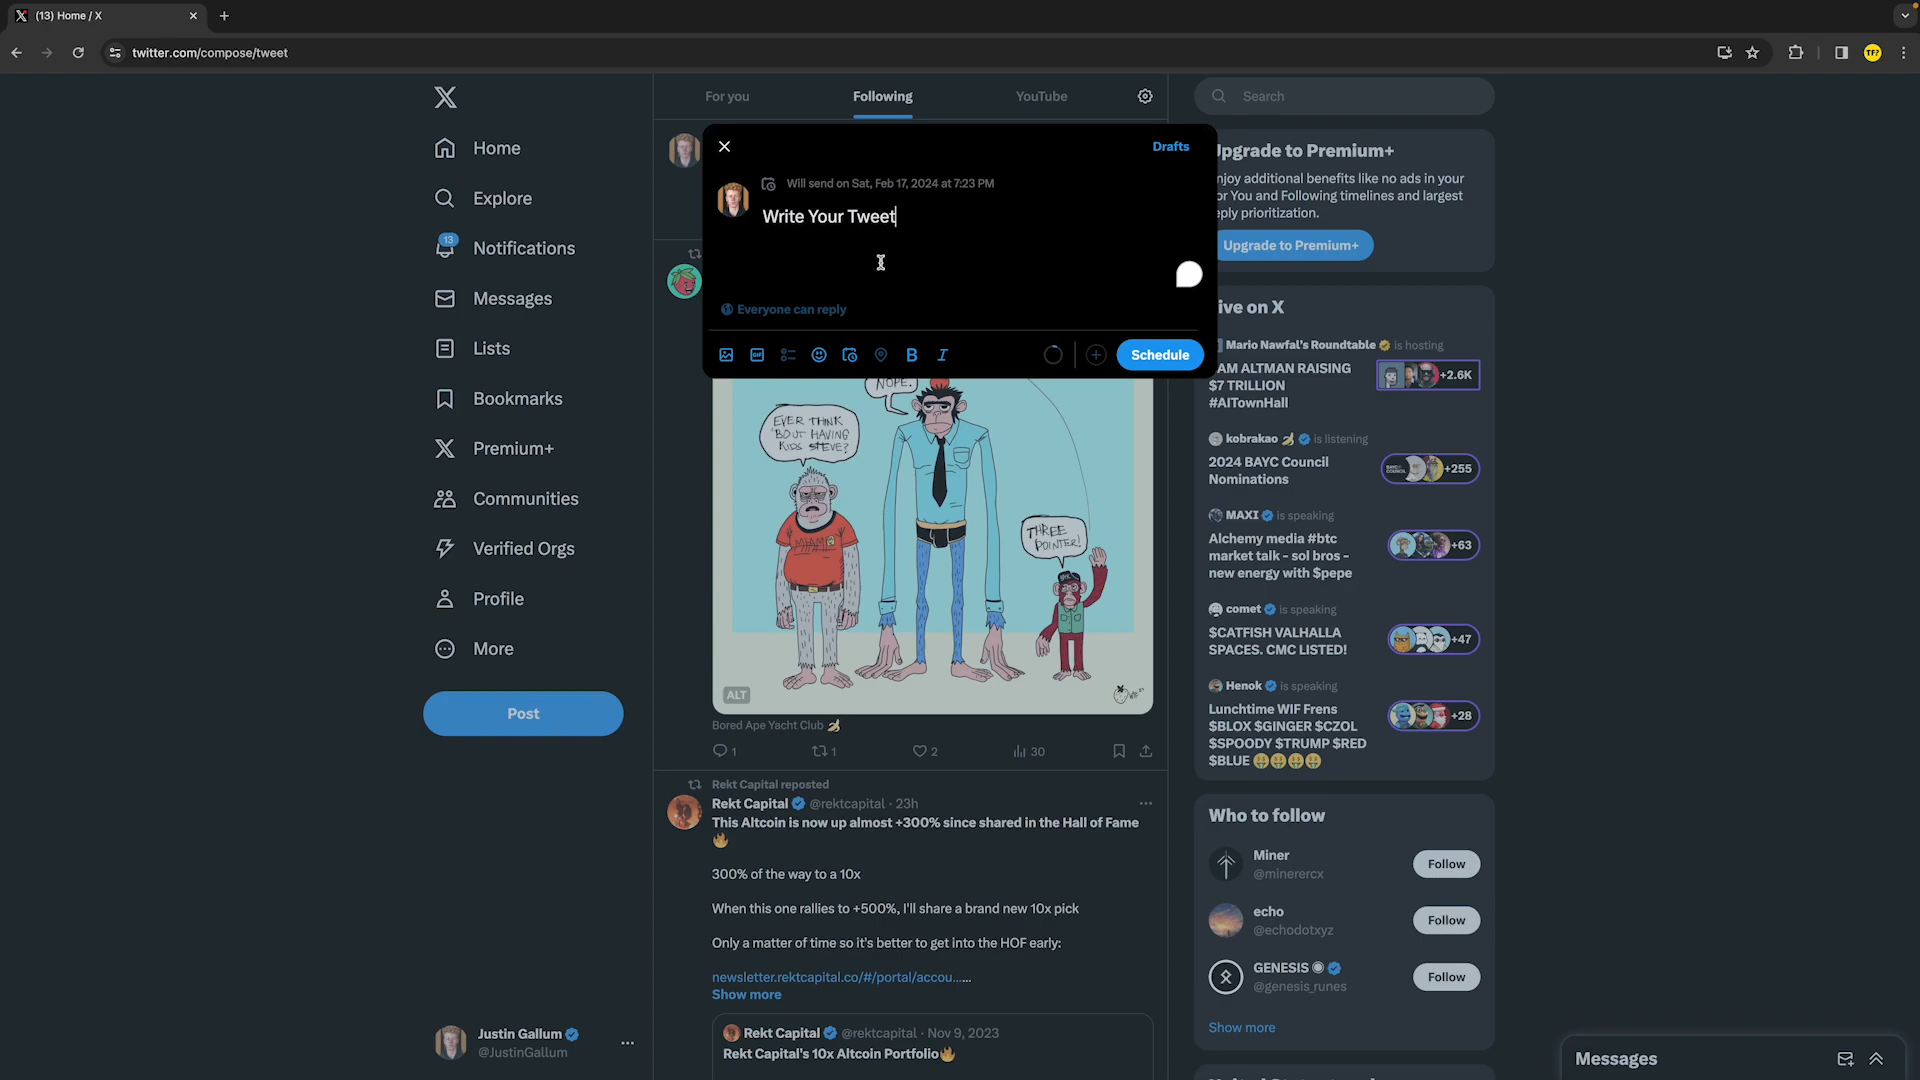 (13) Home / X
twitter.com/compose/tweet
TF?
Home
Explore
13
Notifications
Messages
Lists
Bookmarks
Premium+
Communities
Verified Orgs
Profile
More
Post
Justin Gallum
@JustinGallum
For you
Following
YouTube
Drafts
Will send on Sat, Feb 17, 2024 at 7:23 PM
Write Your Tweet
Everyone can reply
GIF
B I
Schedule
NOPE.
EVER THINK
'BOUT HAVING
KIDS STEVE?
MIAMI
THREE
POINTER!
ALT
Bored Ape Yacht Club 🍌
1
1
2
30
Rekt Capital reposted
Rekt Capital @rektcapital · 23h
This Altcoin is now up almost +300% since shared in the Hall of Fame
🔥
300% of the way to a 10x
When this one rallies to +500%, I'll share a brand new 10x pick
Only a matter of time so it's better to get into the HOF early:
newsletter.rektcapital.co/#/portal/accou......
Show more
Rekt Capital @rektcapital · Nov 9, 2023
Rekt Capital's 10x Altcoin Portfolio🔥
Search
Upgrade to Premium+
njoy additional benefits like no ads in your
or You and Following timelines and largest
eply prioritization.
Upgrade to Premium+
ive on X
Mario Nawfal's Roundtable is hosting
AM ALTMAN RAISING
$7 TRILLION
#AITownHall
+2.6K
kobrakao 🍌 is listening
2024 BAYC Council
Nominations
+255
MAXI is speaking
Alchemy media #btc
market talk - sol bros -
new energy with $pepe
+63
comet is speaking
$CATFISH VALHALLA
SPACES. CMC LISTED!
+47
Henok is speaking
Lunchtime WIF Frens
$BLOX $GINGER $CZOL
$SPOODY $TRUMP $RED
$BLUE 🤑🤑🤑🤑
+28
Who to follow
Miner
@minerercx
Follow
echo
@echodotxyz
Follow
GENESIS
@genesis_runes
Follow
Show more
Messages